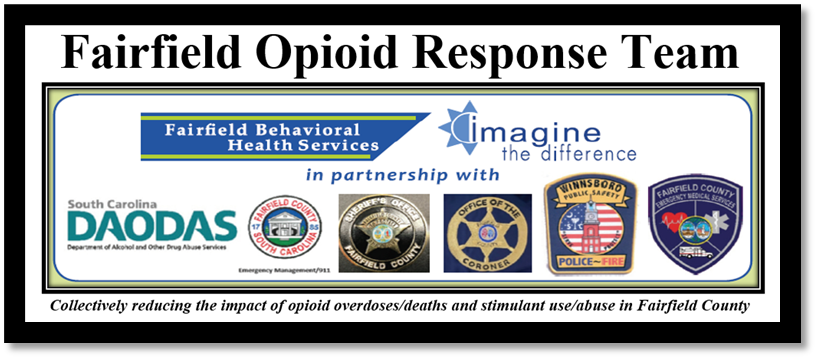 Fairfield Opioid Response Team
Fairfield Behavioral
Health Services
imagine
the difference
in partnership with
South Carolina
DAODAS
Department of Alcohol and Other Drug Abuse Services
FAIRFIELD COUNTY
17 85
SOUTH CAROLINA
Emergency Management/911
SHERIFF'S OFFICE
FAIRFIELD COUNTY
OFFICE OF THE
CORONER
WINNSBORO
PUBLIC SAFETY
POLICE~FIRE
FAIRFIELD COUNTY
EMERGENCY MEDICAL SERVICES
Collectively reducing the impact of opioid overdoses/deaths and stimulant use/abuse in Fairfield County